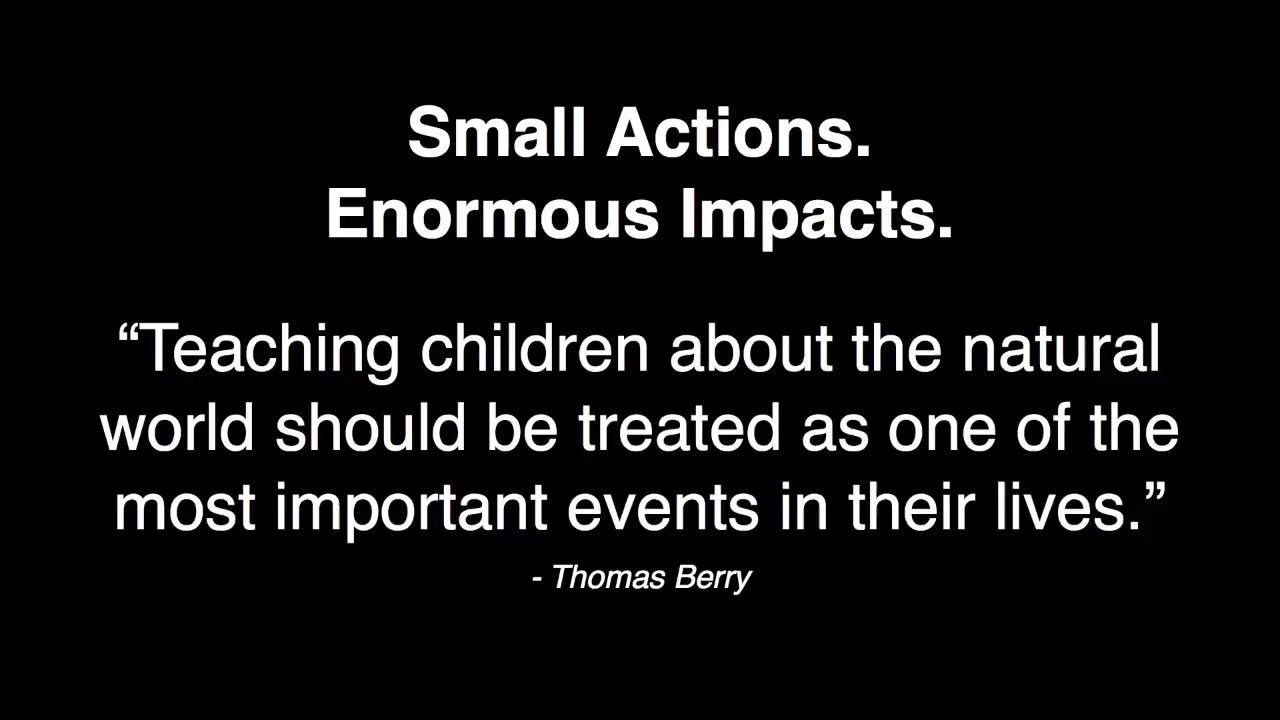 Small Actions.
Enormous Impacts.
“Teaching children about the natural
world should be treated as one of the
most important events in their lives.”
- Thomas Berry